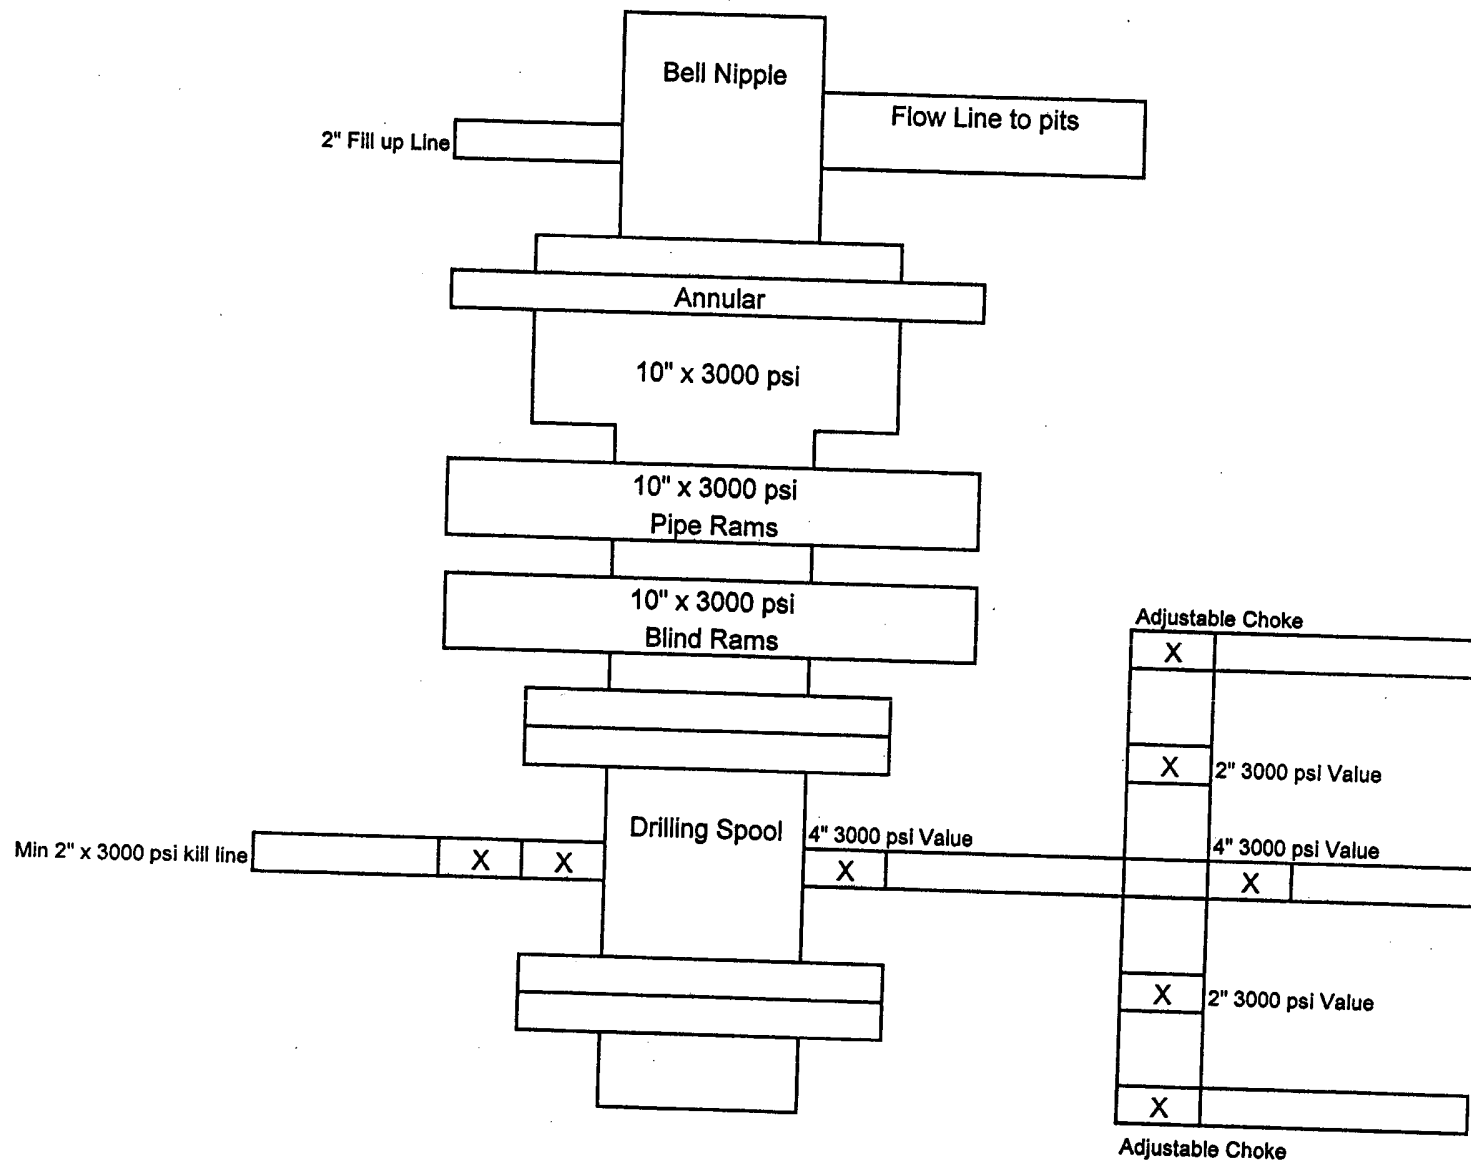 Bell Nipple
Flow Line to pits
2" Fill up Line
Annular
10" x 3000 psi
10" x 3000 psi
Pipe Rams
10" x 3000 psi
Blind Rams
Adjustable Choke
X
X
2" 3000 psi Value
Drilling Spool
4" 3000 psi Value
4" 3000 psi Value
Min 2" x 3000 psi kill line
X
X
X
X
X
2" 3000 psi Value
X
Adjustable Choke